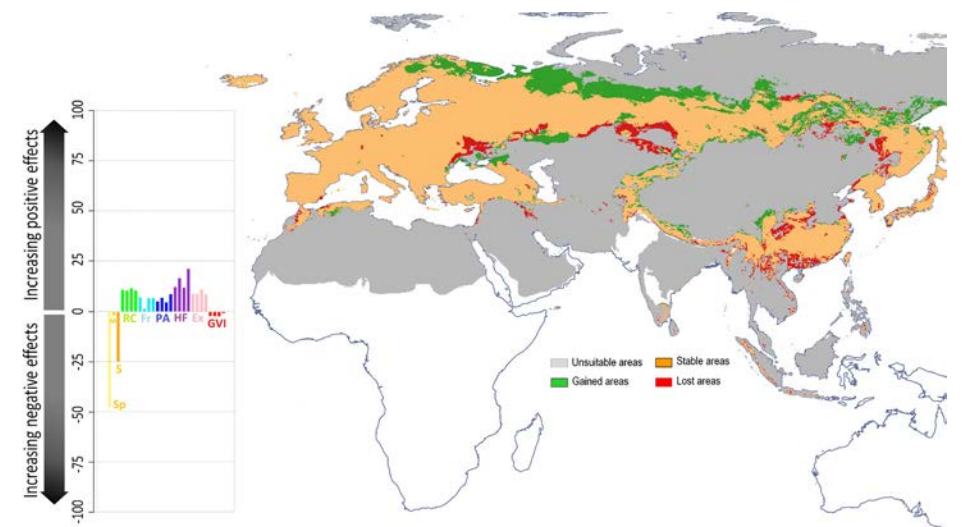 Increasing positive effects
Increasing negative effects
100
75
50
25
0
-25
-50
-75
-100
RC Fr PA HF Ex
GVI
S
Sp
Unsuitable areas
Stable areas
Gained areas
Lost areas